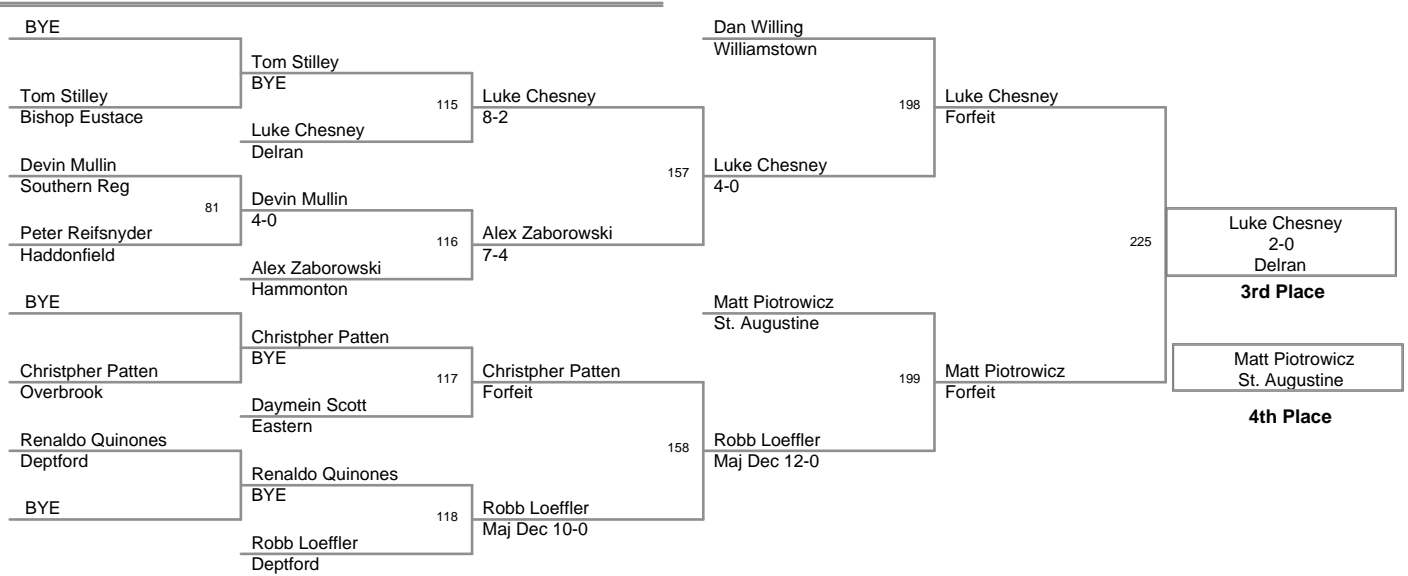 BYE
Tom Stilley
Bishop Eustace
Devin Mullin
Southern Reg
81
Peter Reifsnyder
Haddonfield
BYE
Christpher Patten
Overbrook
Renaldo Quinones
Deptford
BYE
Tom Stilley
BYE
115
Luke Chesney
Delran
Devin Mullin
4-0
116
Alex Zaborowski
Hammonton
Christpher Patten
BYE
117
Daymein Scott
Eastern
Renaldo Quinones
BYE
118
Robb Loeffler
Deptford
Luke Chesney
8-2
157
Alex Zaborowski
7-4
Christpher Patten
Forfeit
158
Robb Loeffler
Maj Dec 10-0
Dan Willing
Williamstown
198
Luke Chesney
4-0
Matt Piotrowicz
St. Augustine
199
Robb Loeffler
Maj Dec 12-0
Luke Chesney
Forfeit
225
Matt Piotrowicz
Forfeit
Luke Chesney
2-0
Delran
3rd Place
Matt Piotrowicz
St. Augustine
4th Place